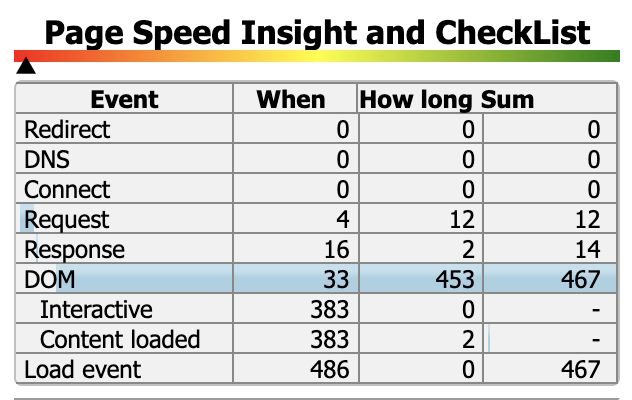 Page Speed Insight and CheckList
Event When How long Sum
Redirect 0 0 0
DNS 0 0 0
Connect 0 0 0
Request 4 12 12
Response 16 2 14
DOM 33 453 467
Interactive 383 0 -
Content loaded 383 2 -
Load event 486 0 467